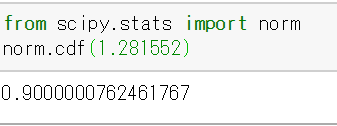 from scipy.stats import norm
norm.cdf(1.281552)
0.9000000762461767